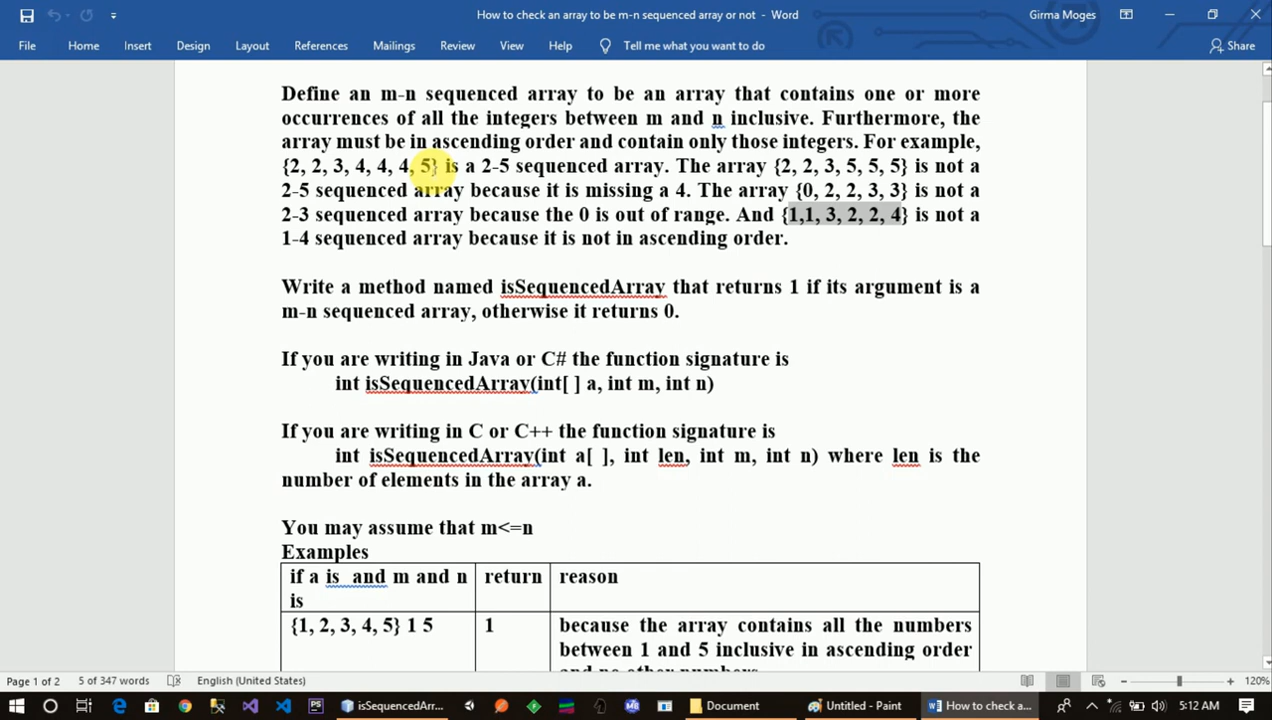 How to check an array to be m-n sequenced array or not - Word
Girma Moges
File Home Insert Design Layout References Mailings Review View Help Tell me what you want to do Share
Define an m-n sequenced array to be an array that contains one or more
occurrences of all the integers between m and n inclusive. Furthermore, the
array must be in ascending order and contain only those integers. For example,
{2, 2, 3, 4, 4, 4, 5} is a 2-5 sequenced array. The array {2, 2, 3, 5, 5, 5} is not a
2-5 sequenced array because it is missing a 4. The array {0, 2, 2, 3, 3} is not a
2-3 sequenced array because the 0 is out of range. And {1,1, 3, 2, 2, 4} is not a
1-4 sequenced array because it is not in ascending order.
Write a method named isSequencedArray that returns 1 if its argument is a
m-n sequenced array, otherwise it returns 0.
If you are writing in Java or C# the function signature is
int isSequencedArray(int[ ] a, int m, int n)
If you are writing in C or C++ the function signature is
int isSequencedArray(int a[ ], int len, int m, int n) where len is the
number of elements in the array a.
You may assume that m<=n
Examples
if a is and m and n return reason
is
{1, 2, 3, 4, 5} 1 5 1 because the array contains all the numbers
between 1 and 5 inclusive in ascending order
and no other numbers
Page 1 of 2 5 of 347 words English (United States) 120%
isSequencedArr... Document Untitled - Paint How to check a... 5:12 AM